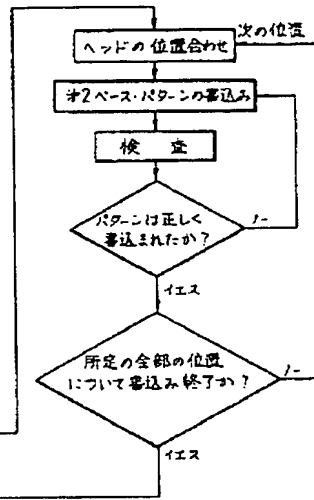 次の位置
ヘッドの位置合わせ
第2ベース・パターンの書込み
検査
パターンは正しく
書込まれたか?
ノー
イエス
所定の全部の位置
について書込み終了か?
ノー
イエス